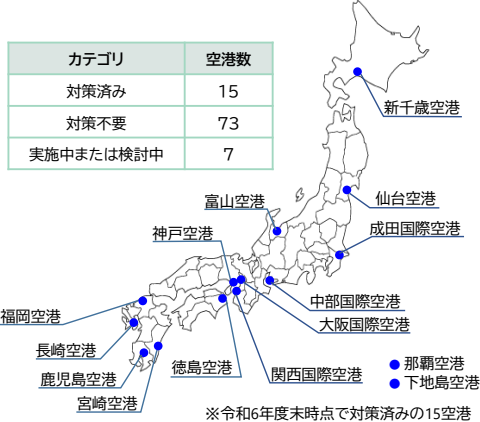 カテゴリ 空港数
対策済み 15
対策不要 73
実施中または検討中 7
新千歳空港
仙台空港
富山空港
成田国際空港
神戸空港
中部国際空港
福岡空港
大阪国際空港
長崎空港
徳島空港
関西国際空港
那覇空港
鹿児島空港
下地島空港
宮崎空港
※令和6年度末時点で対策済みの15空港